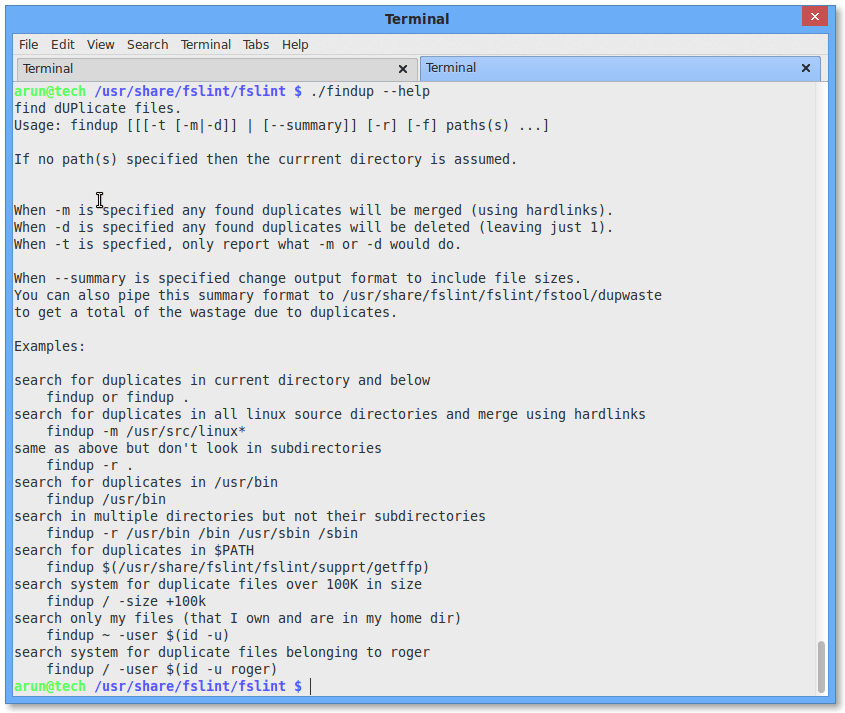 Terminal
File Edit View Search Terminal Tabs Help
Terminal
Terminal
arun@tech /usr/share/fslint/fslint $ ./findup --help
find dUPlicate files.
Usage: findup [[[-t [-m|-d]] | [--summary]] [-r] [-f] paths(s) ...]
If no path(s) specified then the currrent directory is assumed.
When -m is specified any found duplicates will be merged (using hardlinks).
When -d is specified any found duplicates will be deleted (leaving just 1).
When -t is specfied, only report what -m or -d would do.
When --summary is specified change output format to include file sizes.
You can also pipe this summary format to /usr/share/fslint/fslint/fstool/dupwaste
to get a total of the wastage due to duplicates.
Examples:
search for duplicates in current directory and below
findup or findup .
search for duplicates in all linux source directories and merge using hardlinks
findup -m /usr/src/linux*
same as above but don't look in subdirectories
findup -r .
search for duplicates in /usr/bin
findup /usr/bin
search in multiple directories but not their subdirectories
findup -r /usr/bin /bin /usr/sbin /sbin
search for duplicates in $PATH
findup $(/usr/share/fslint/fslint/supprt/getffp)
search system for duplicate files over 100K in size
findup / -size +100k
search only my files (that I own and are in my home dir)
findup ~ -user $(id -u)
search system for duplicate files belonging to roger
findup / -user $(id -u roger)
arun@tech /usr/share/fslint/fslint $